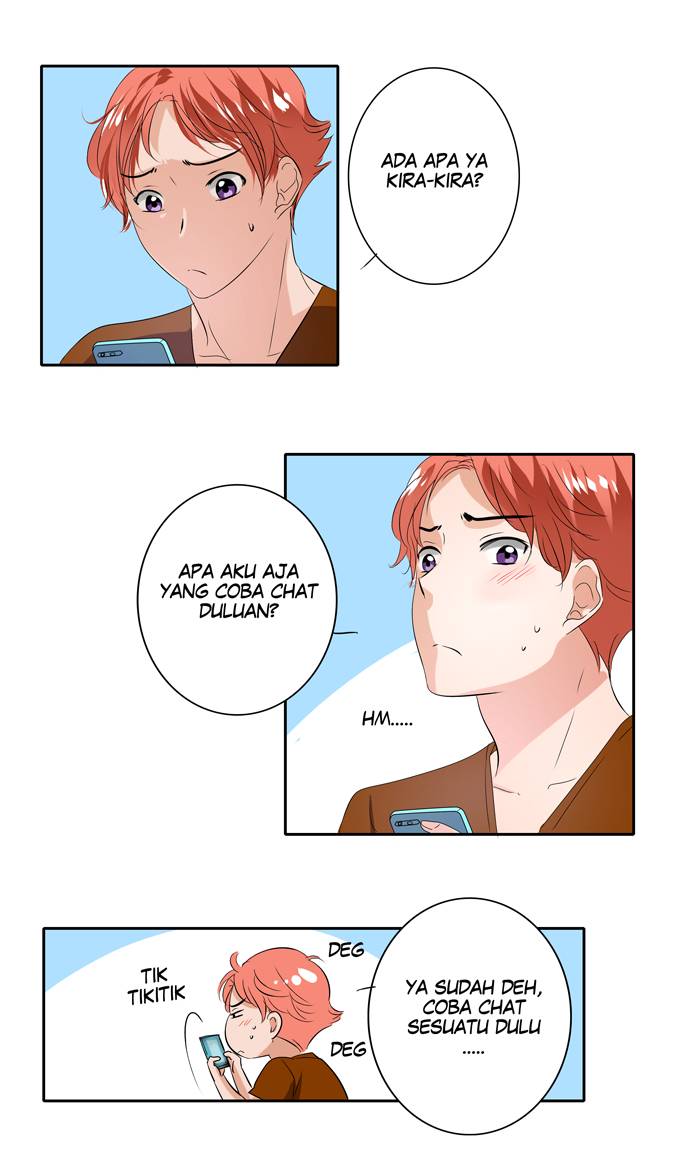 ADA APA YA
KIRA-KIRA?
APA AKU AJA
YANG COBA CHAT
DULUAN?
HM.....
TIK
TIKITIK
DEG
DEG
YA SUDAH DEH,
COBA CHAT
SESUATU DULU
.....